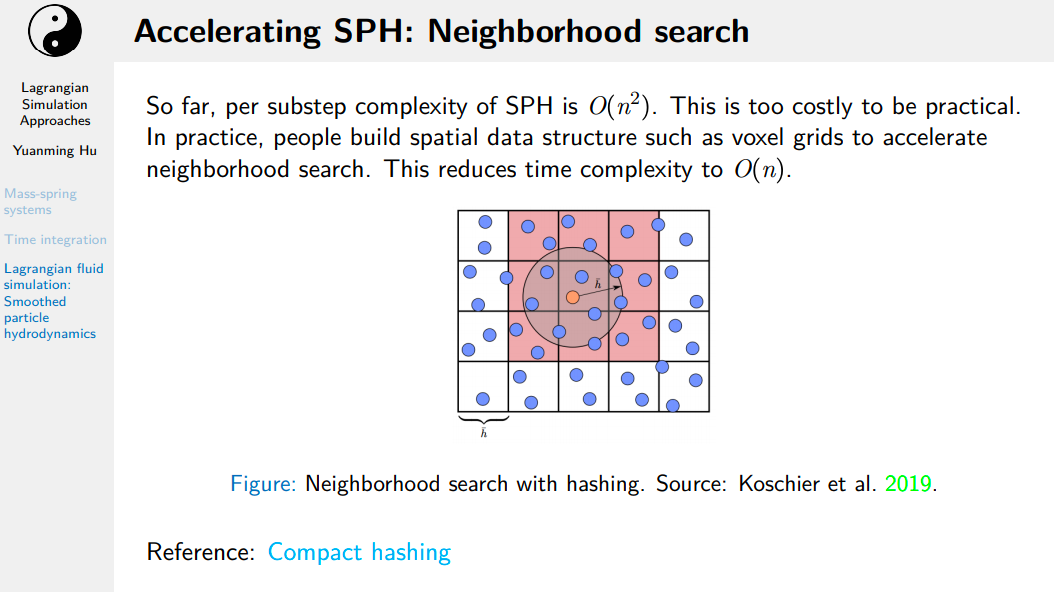 Accelerating SPH: Neighborhood search
Lagrangian
Simulation
Approaches
Yuanming Hu
Mass-spring
systems
Time integration
Lagrangian fluid
simulation:
Smoothed
particle
hydrodynamics
So far, per substep complexity of SPH is O(n²). This is too costly to be practical.
In practice, people build spatial data structure such as voxel grids to accelerate
neighborhood search. This reduces time complexity to O(n).
ℏ
ℏ
Figure: Neighborhood search with hashing. Source: Koschier et al. 2019.
Reference: Compact hashing